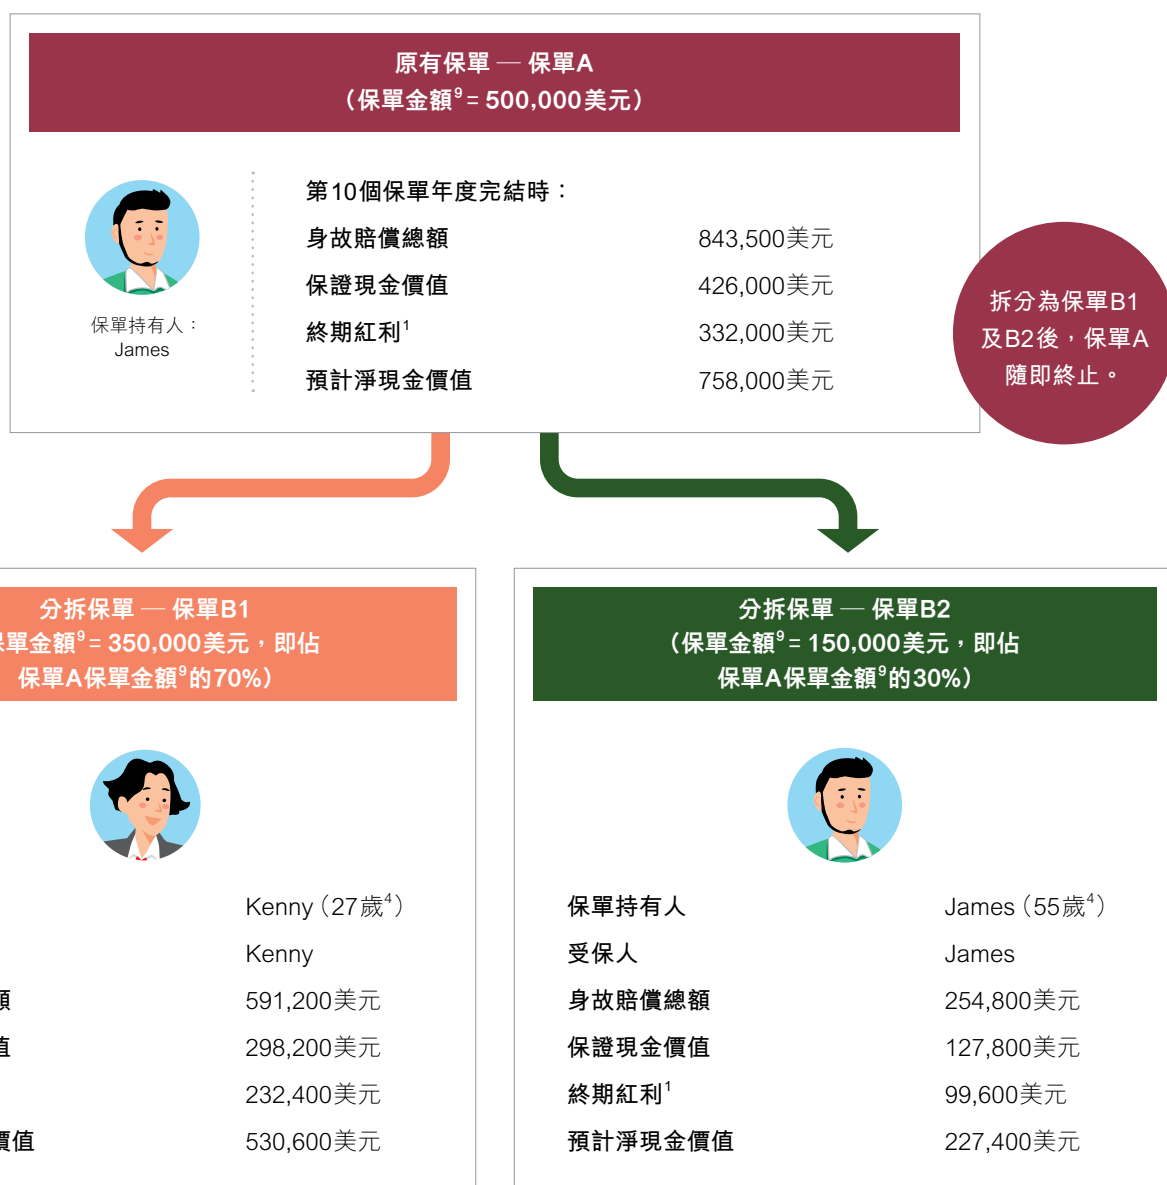 原有保單 — 保單A
（保單金額⁹ = 500,000美元）
保單持有人：
James
第10個保單年度完結時：
身故賠償總額 843,500美元
保證現金價值 426,000美元
終期紅利¹ 332,000美元
預計淨現金價值 758,000美元
拆分為保單B1
及B2後，保單A
隨即終止。
分拆保單 — 保單B1
單金額⁹ = 350,000美元，即佔
保單A保單金額⁹的70%）
Kenny（27歲⁴）
Kenny
額 591,200美元
值 298,200美元
232,400美元
價值 530,600美元
分拆保單 — 保單B2
（保單金額⁹ = 150,000美元，即佔
保單A保單金額⁹的30%）
保單持有人 James（55歲⁴）
受保人 James
身故賠償總額 254,800美元
保證現金價值 127,800美元
終期紅利¹ 99,600美元
預計淨現金價值 227,400美元